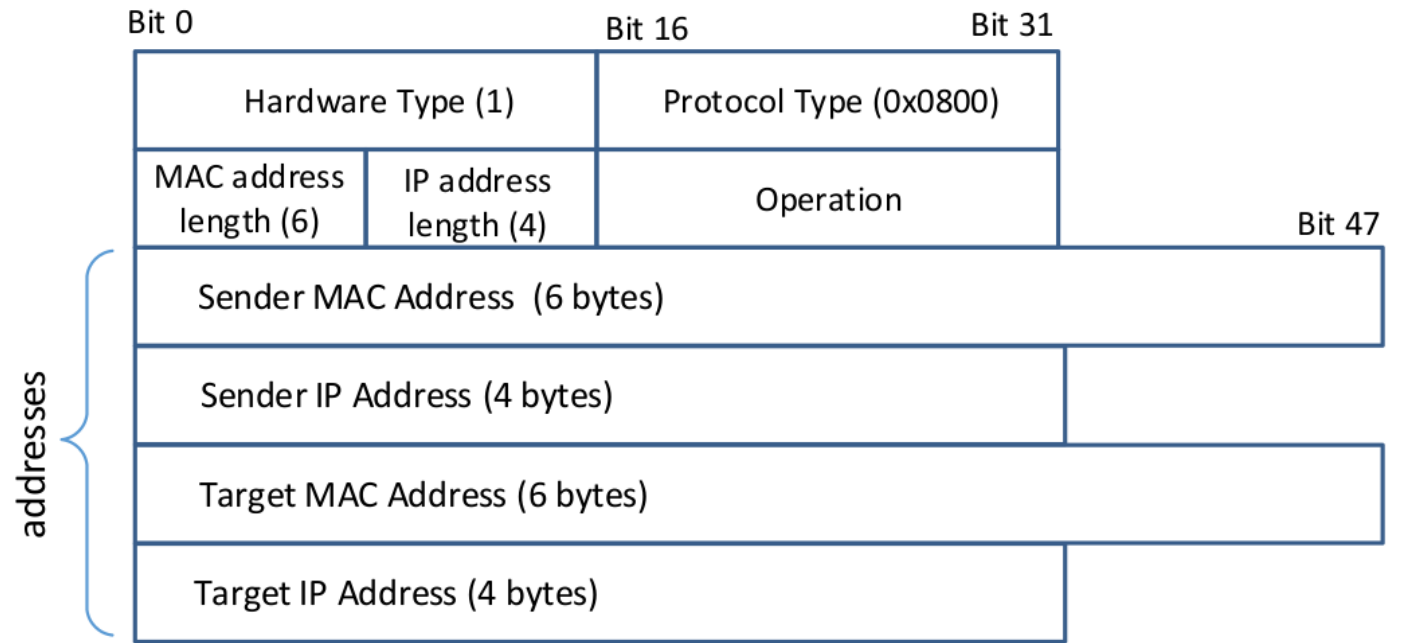 Bit 0
Bit 16
Bit 31
Hardware Type (1)
Protocol Type (0x0800)
MAC address
length (6)
IP address
length (4)
Operation
Bit 47
addresses
Sender MAC Address (6 bytes)
Sender IP Address (4 bytes)
Target MAC Address (6 bytes)
Target IP Address (4 bytes)